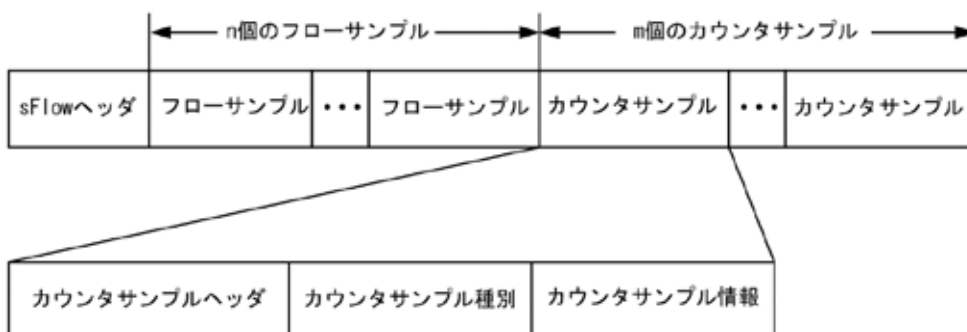 n個のフローサンプル m個のカウンタサンプル
sFlowヘッダ フローサンプル ・・・ フローサンプル カウンタサンプル ・・・ カウンタサンプル
カウンタサンプルヘッダ カウンタサンプル種別 カウンタサンプル情報